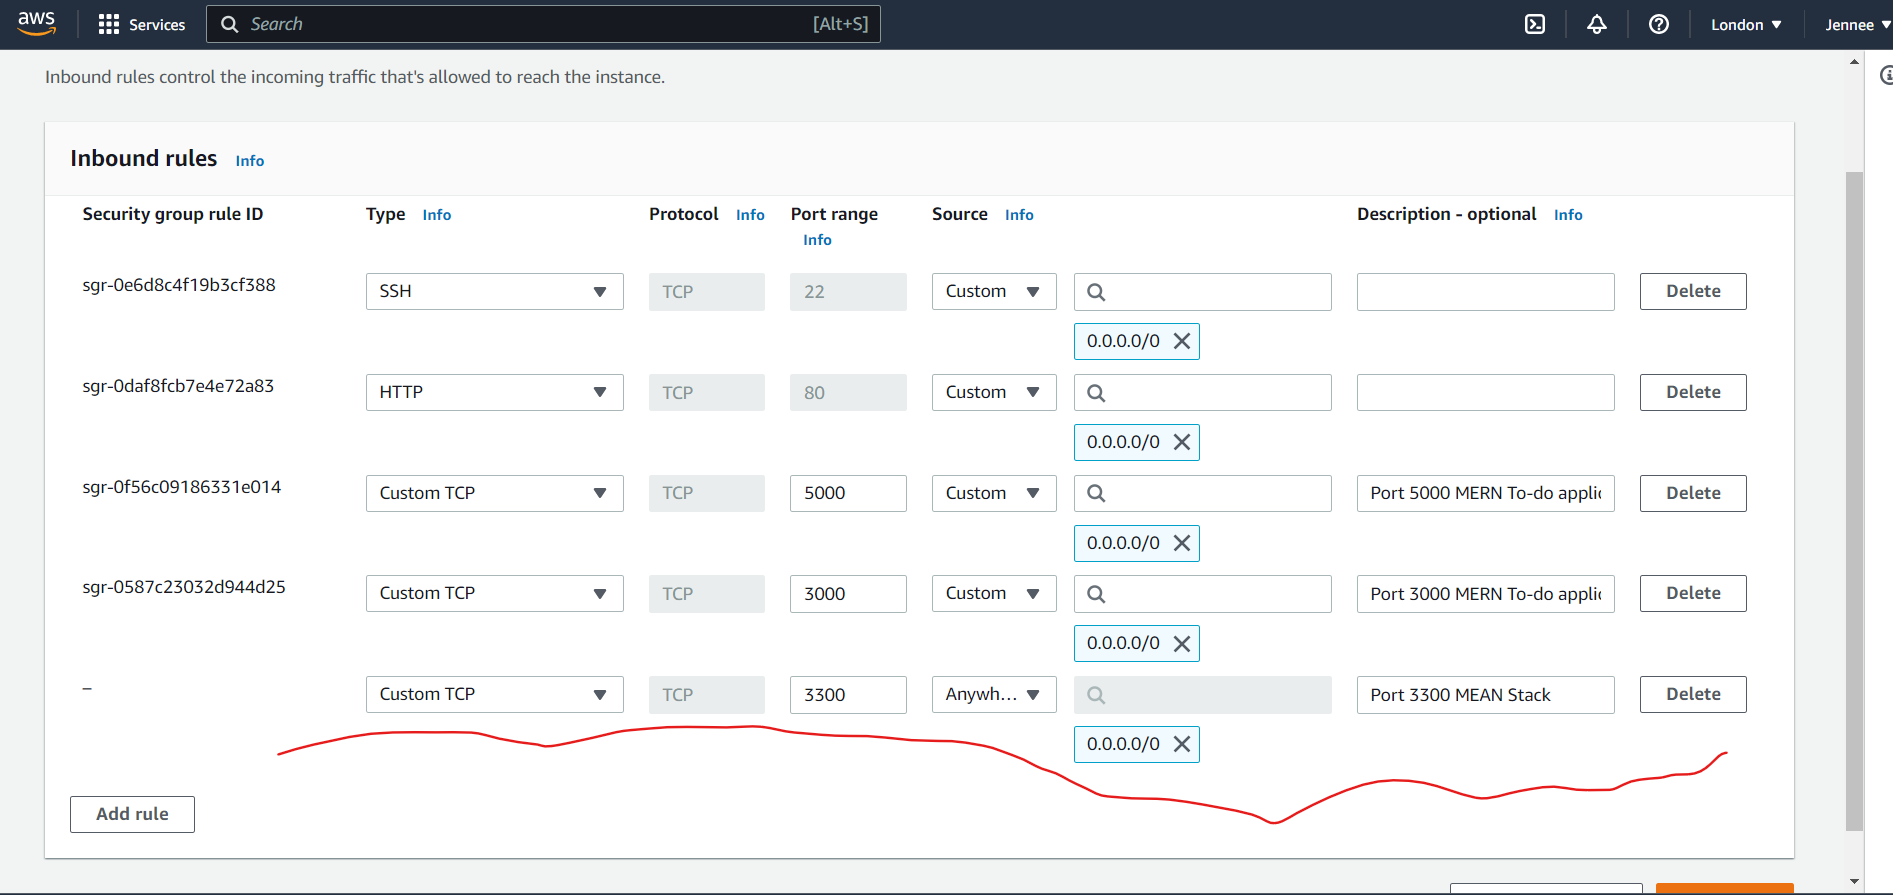 aws Services Search [Alt+S] London Jennee
Inbound rules control the incoming traffic that's allowed to reach the instance.
Inbound rules Info
Security group rule ID Type Info Protocol Info Port range Source Info Description - optional Info
Info
sgr-0e6d8c4f19b3cf388 SSH TCP 22 Custom Delete
0.0.0.0/0
sgr-0daf8fcb7e4e72a83 HTTP TCP 80 Custom Delete
0.0.0.0/0
sgr-0f56c09186331e014 Custom TCP TCP 5000 Custom Port 5000 MERN To-do applic Delete
0.0.0.0/0
sgr-0587c23032d944d25 Custom TCP TCP 3000 Custom Port 3000 MERN To-do applic Delete
0.0.0.0/0
– Custom TCP TCP 3300 Anywh... Port 3300 MEAN Stack Delete
0.0.0.0/0
Add rule